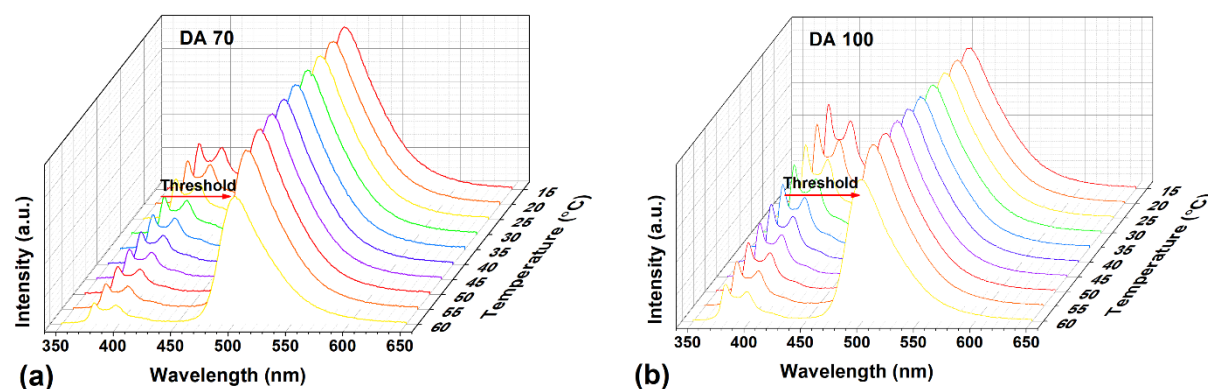 DA 70
Threshold
Intensity (a.u.)
350 400 450 500 550 600 650
Wavelength (nm)
15
20
25
30
35
40
45
50
55
60
Temperature (°C)
(a)
DA 100
Threshold
Intensity (a.u.)
350 400 450 500 550 600 650
Wavelength (nm)
15
20
25
30
35
40
45
50
55
60
Temperature (°C)
(b)